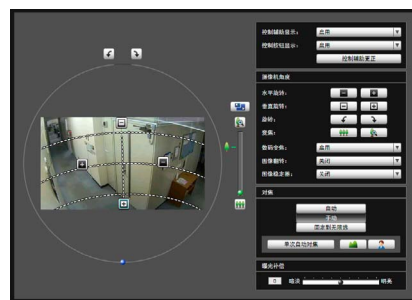 控制辅助显示: 启用
控制按钮显示: 启用
控制辅助更正
摄像机角度
水平旋转:
垂直旋转:
旋转:
变焦:
数码变焦: 启用
图像翻转: 关闭
图像稳定器: 关闭
对焦
自动
手动
固定到无限远
单次自动对焦
曝光补偿
0 暗淡 明亮